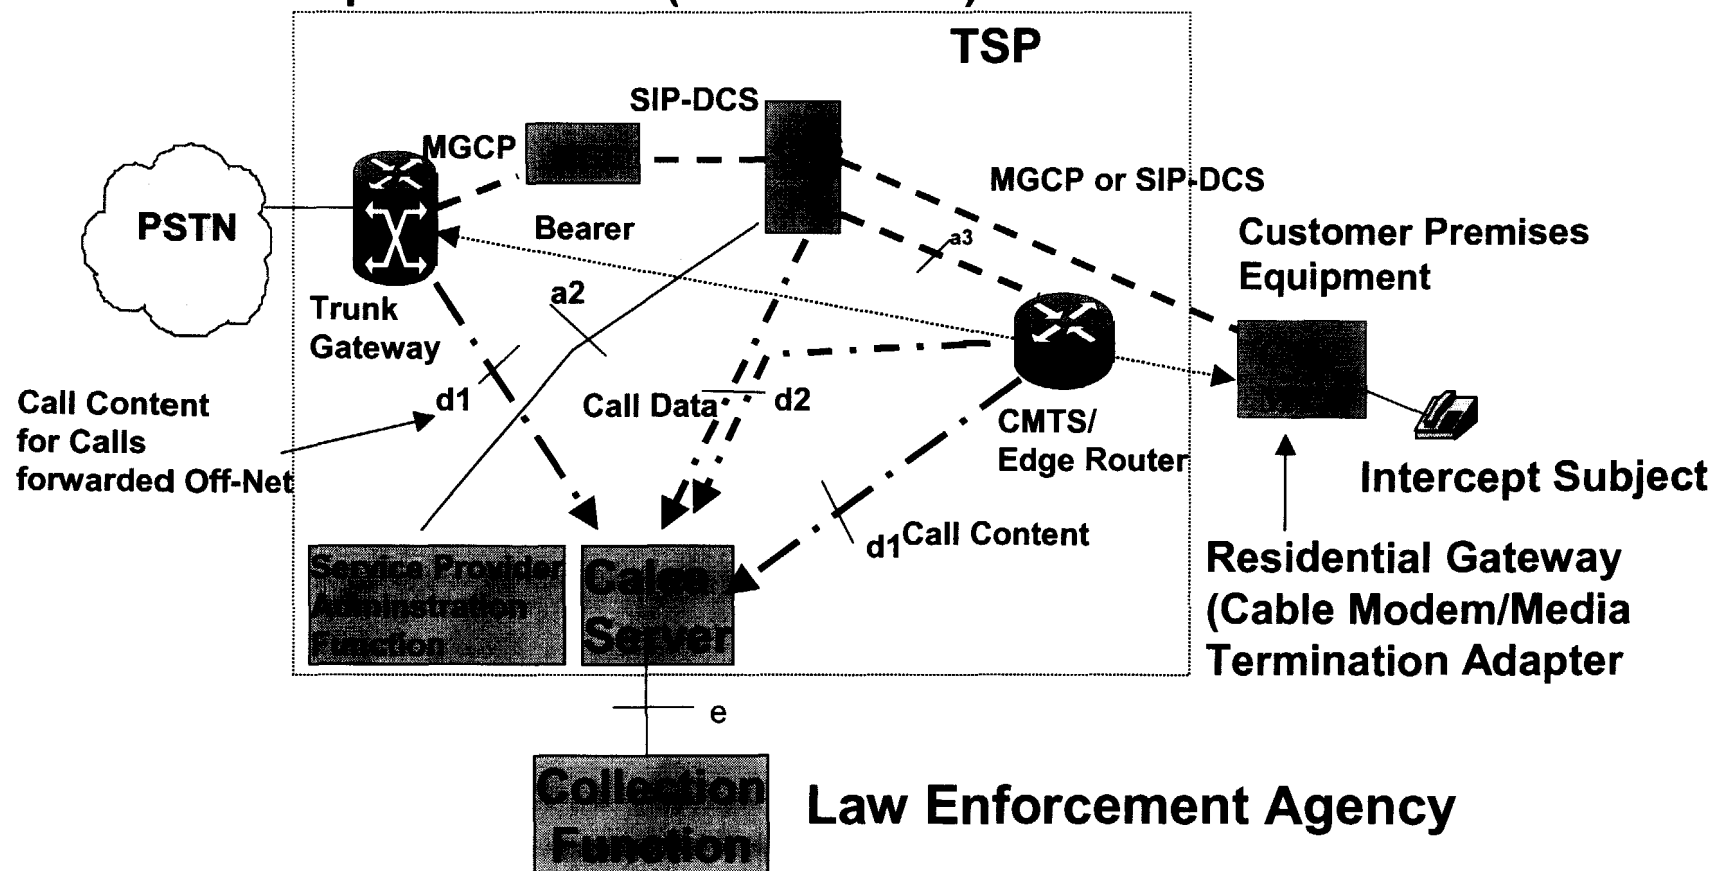 TSP
SIP-DCS
MGCP
MGCP or SIP-DCS
PSTN
Bearer
a3
Customer Premises
Equipment
a2
Trunk
Gateway
Call Content
for Calls
forwarded Off-Net
d1
Call Data
d2
CMTS/
Edge Router
Intercept Subject
d1
Call Content
Service Provider
Adminstration
Function
Calea
Server
Residential Gateway
(Cable Modem/Media
Termination Adapter
e
Collection
Function
Law Enforcement Agency